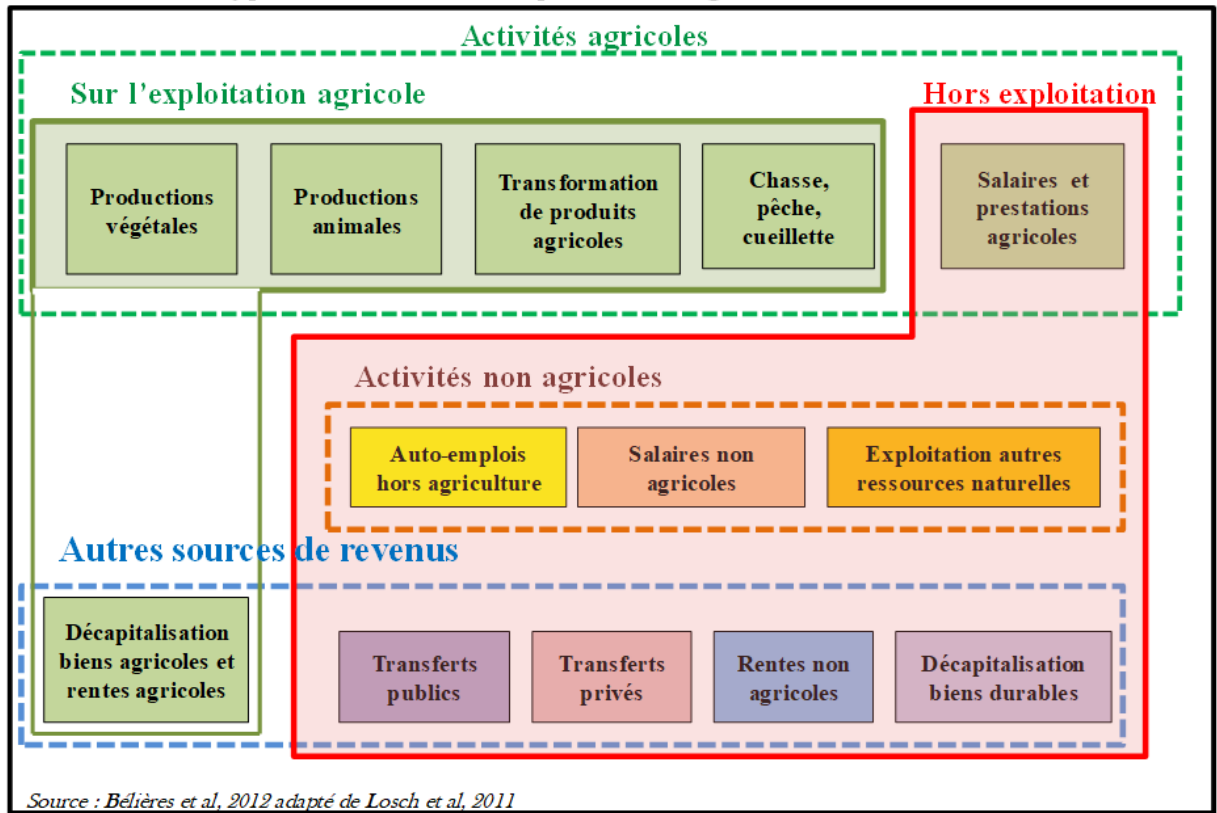 Activités agricoles
Sur l'exploitation agricole
Hors exploitation
Productions
végétales
Productions
animales
Transformation
de produits
agricoles
Chasse,
pêche,
cueillette
Salaires et
prestations
agricoles
Activités non agricoles
Auto-emplois
hors agriculture
Salaires non
agricoles
Exploitation autres
ressources naturelles
Autres sources de revenus
Décapitalisation
biens agricoles et
rentes agricoles
Transferts
publics
Transferts
privés
Rentes non
agricoles
Décapitalisation
biens durables
Source : Bélières et al, 2012 adapté de Losch et al, 2011